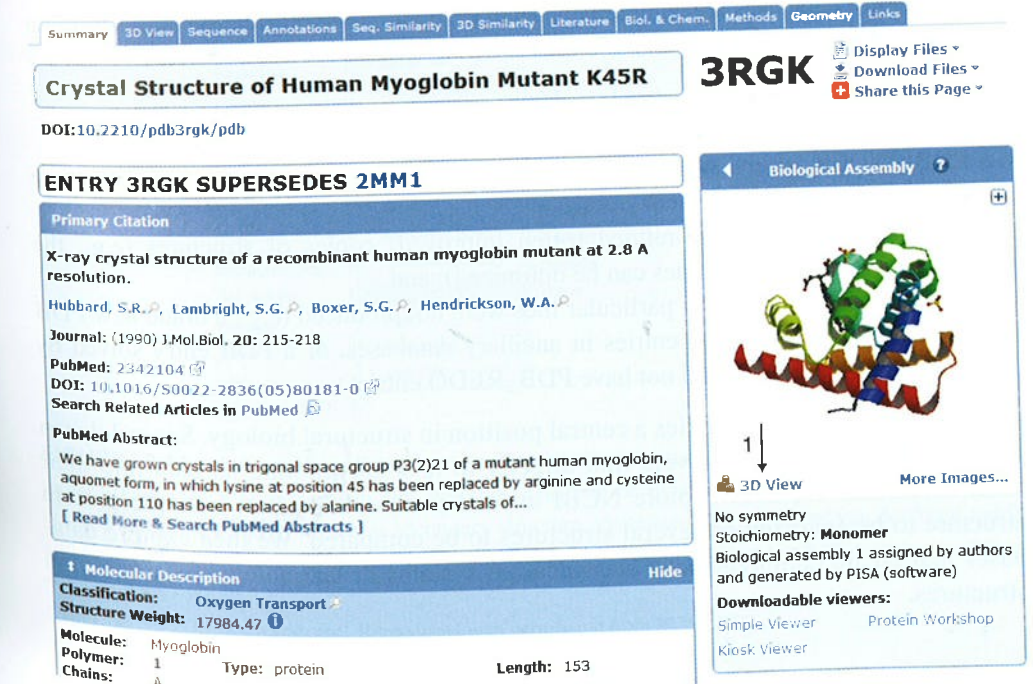 Summary 3D View Sequence Annotations Seq. Similarity 3D Similarity Literature Biol. & Chem. Methods Geometry Links
Crystal Structure of Human Myoglobin Mutant K45R
3RGK
Display Files
Download Files
Share this Page
DOI:10.2210/pdb3rgk/pdb
ENTRY 3RGK SUPERSEDES 2MM1
Primary Citation
X-ray crystal structure of a recombinant human myoglobin mutant at 2.8 A
resolution.
Hubbard, S.R., Lambright, S.G., Boxer, S.G., Hendrickson, W.A.
Journal: (1990) J.Mol.Biol. 20: 215-218
PubMed: 2342104
DOI: 10.1016/S0022-2836(05)80181-0
Search Related Articles in PubMed
PubMed Abstract:
We have grown crystals in trigonal space group P3(2)21 of a mutant human myoglobin,
aquomet form, in which lysine at position 45 has been replaced by arginine and cysteine
at position 110 has been replaced by alanine. Suitable crystals of...
[ Read More & Search PubMed Abstracts ]
Molecular Description Hide
Classification: Oxygen Transport
Structure Weight: 17984.47
Molecule: Myoglobin
Polymer: 1 Type: protein Length: 153
Chains: A
Biological Assembly ?
1
3D View More Images...
No symmetry
Stoichiometry: Monomer
Biological assembly 1 assigned by authors
and generated by PISA (software)
Downloadable viewers:
Simple Viewer Protein Workshop
Kiosk Viewer